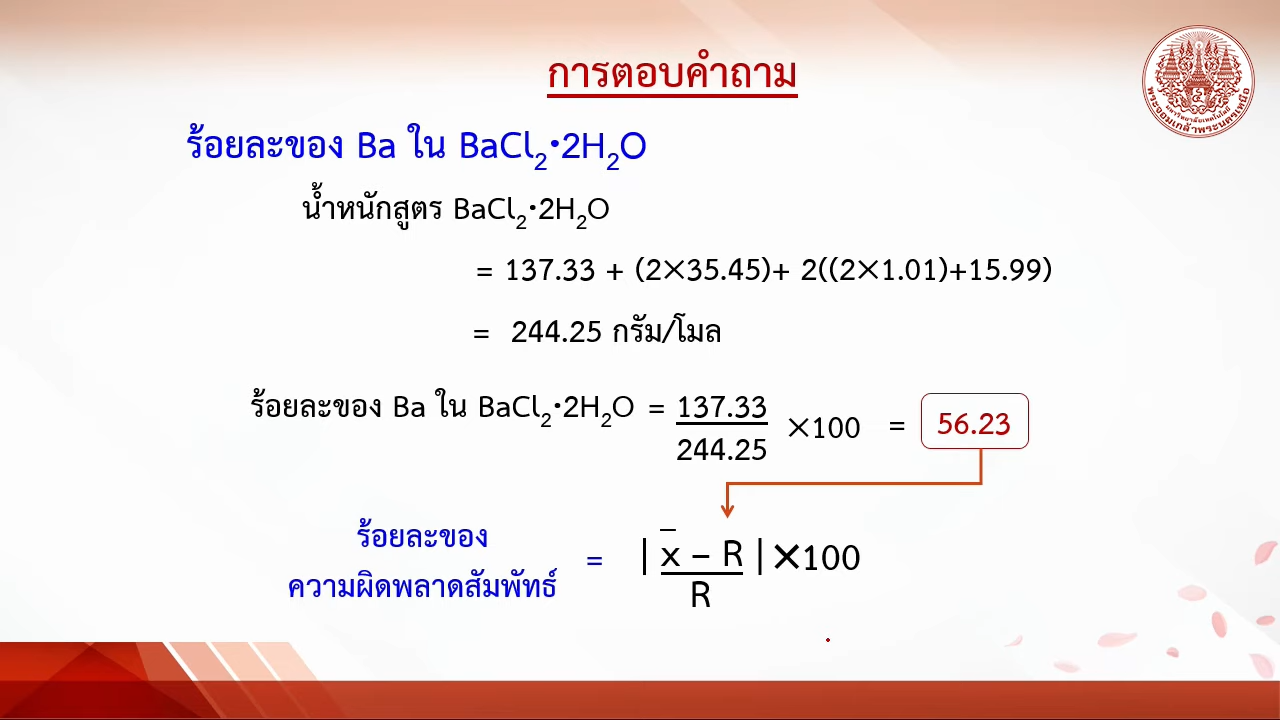 การตอบคำถาม
ร้อยละของ Ba ใน BaCl₂•2H₂O
น้ำหนักสูตร BaCl₂•2H₂O
= 137.33 + (2×35.45)+ 2((2×1.01)+15.99)
= 244.25 กรัม/โมล
ร้อยละของ Ba ใน BaCl₂•2H₂O = 137.33/244.25 ×100 = 56.23
ร้อยละของ
ความผิดพลาดสัมพัทธ์ = | x̅ – R / R | ×100